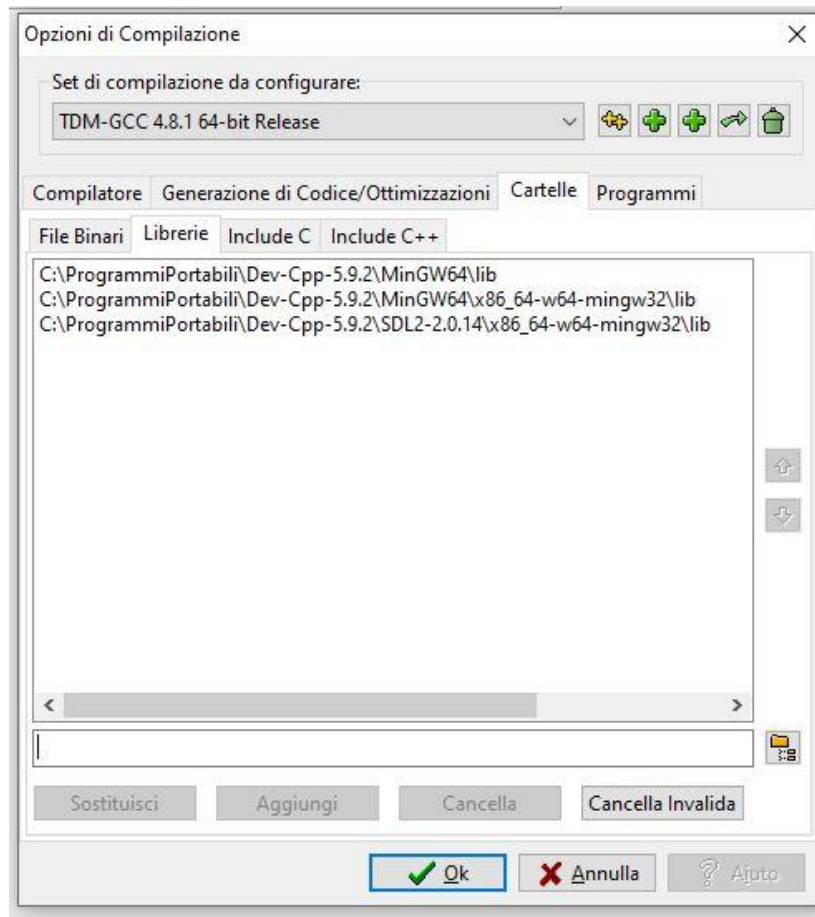 Opzioni di Compilazione
Set di compilazione da configurare:
TDM-GCC 4.8.1 64-bit Release
Compilatore Generazione di Codice/Ottimizzazioni Cartelle Programmi
File Binari Librerie Include C Include C++
C:\ProgrammiPortabili\Dev-Cpp-5.9.2\MinGW64\lib
C:\ProgrammiPortabili\Dev-Cpp-5.9.2\MinGW64\x86_64-w64-mingw32\lib
C:\ProgrammiPortabili\Dev-Cpp-5.9.2\SDL2-2.0.14\x86_64-w64-mingw32\lib
Sostituisci Aggiungi Cancella Cancella Invalida
Ok Annulla Ajuto